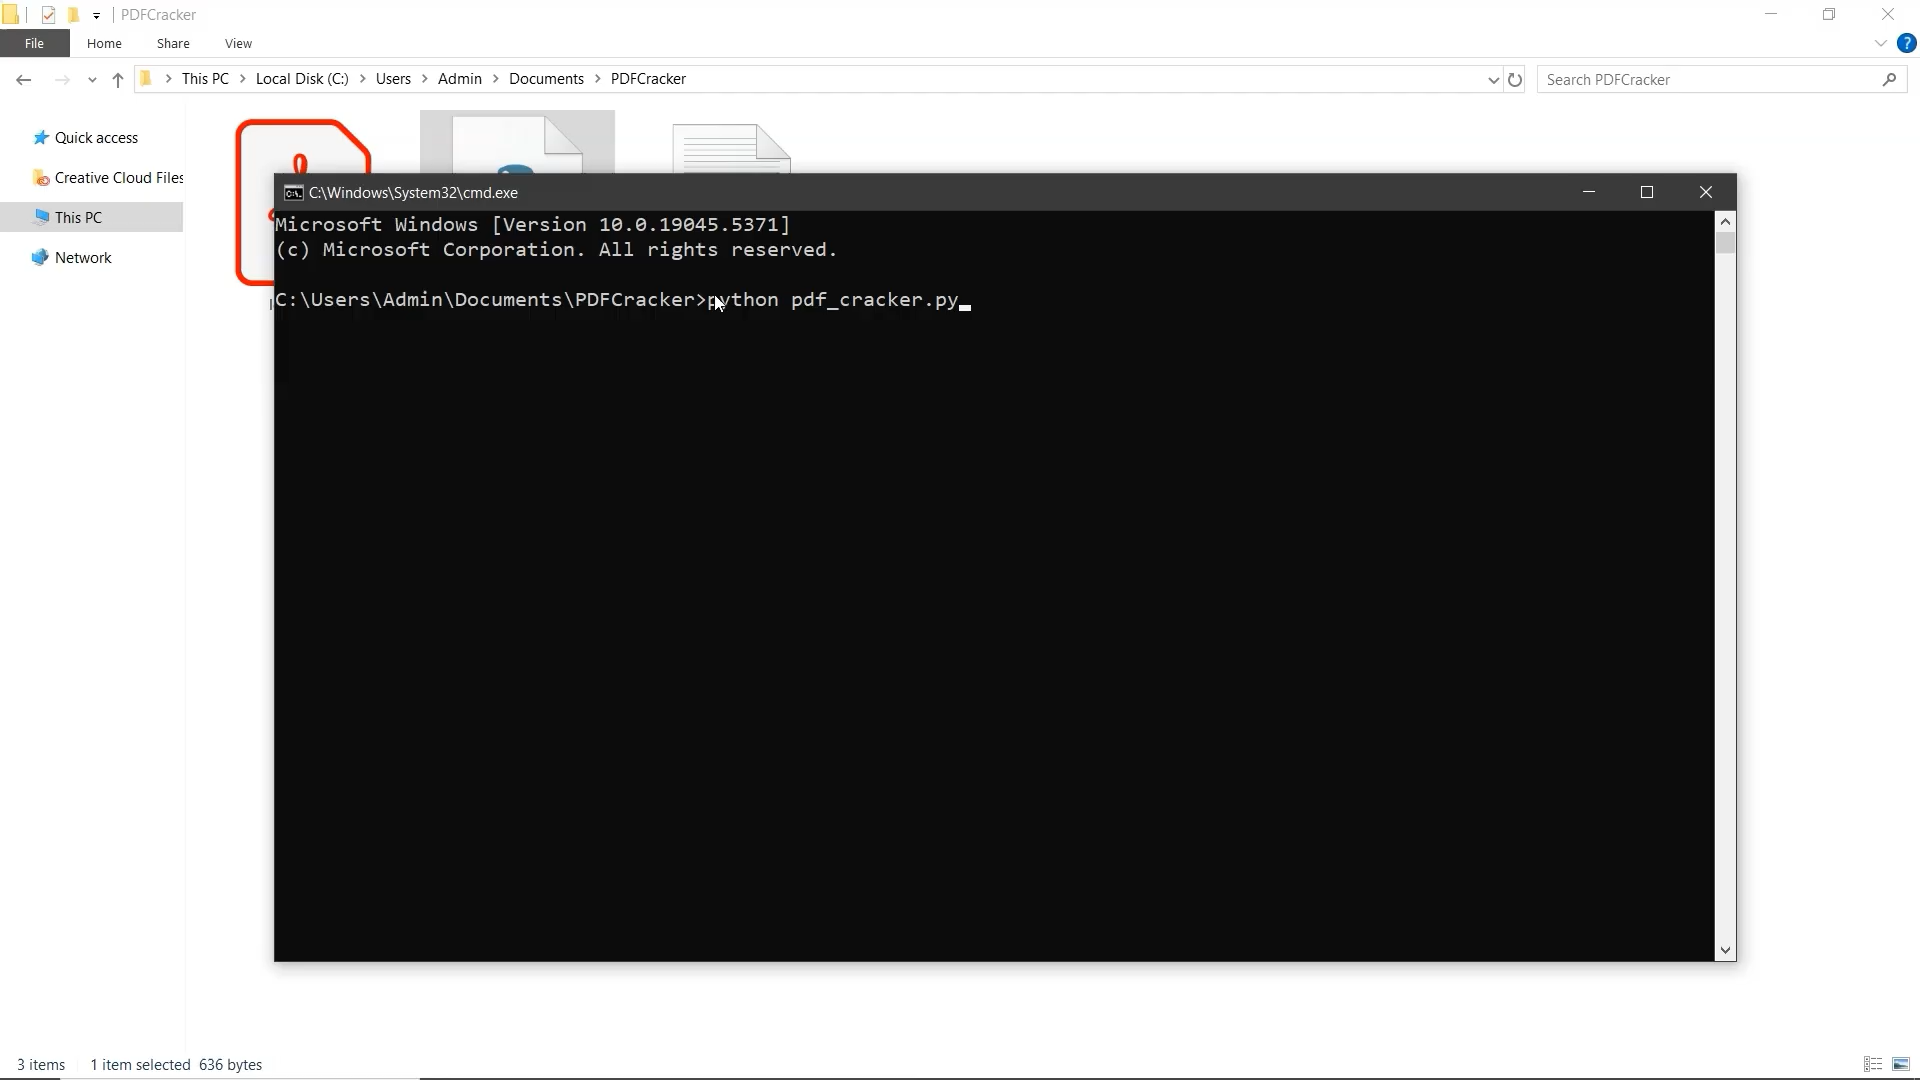 PDFCracker
File Home Share View
This PC Local Disk (C:) Users Admin Documents PDFCracker
Search PDFCracker
Quick access
Creative Cloud Files
This PC
Network
C:\Windows\System32\cmd.exe
Microsoft Windows [Version 10.0.19045.5371]
(c) Microsoft Corporation. All rights reserved.
C:\Users\Admin\Documents\PDFCracker>python pdf_cracker.py
3 items 1 item selected 636 bytes